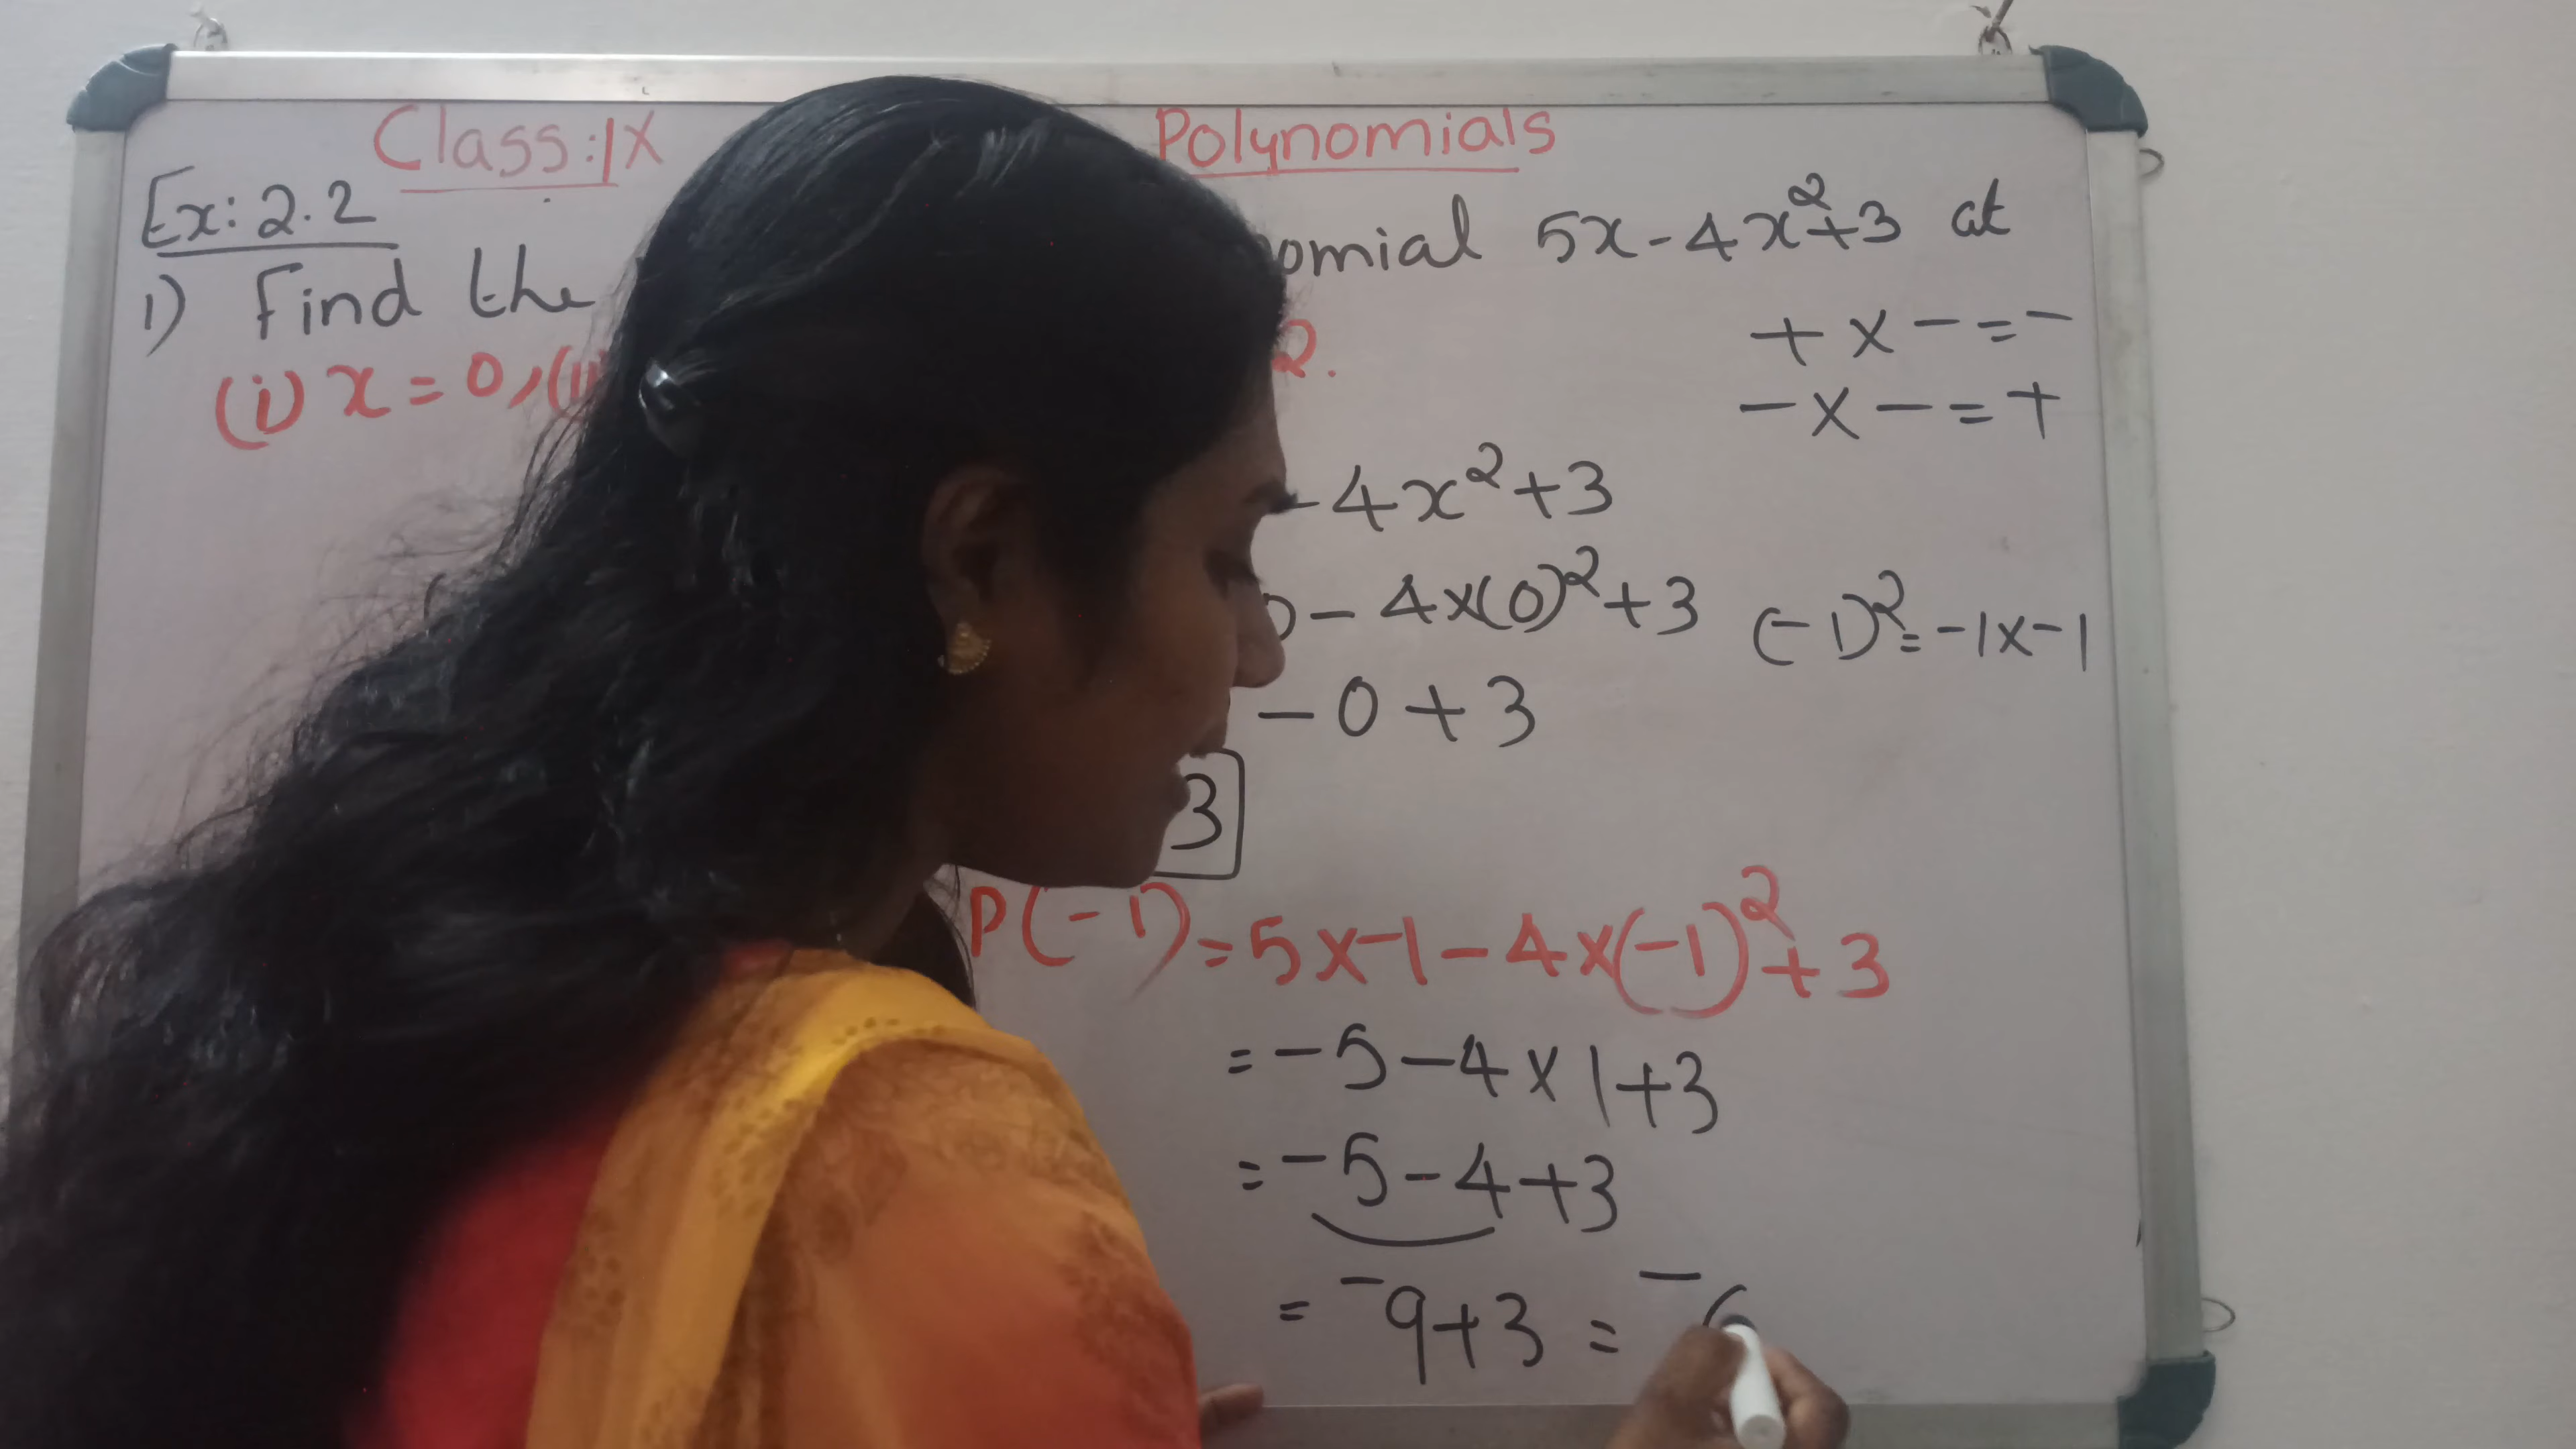 Class:IX Polynomials
Ex: 2.2
1) Find the omial 5x-4x²+3 at
(i) x=0, (ii 2.
+ x - = -
- x - = +
-4x²+3
- 4x(0)²+3
(-1)²=-1x-1
-0+3
3
P(-1)=5x-1-4x(-1)²+3
=-5-4x1+3
=-5-4+3
=-9+3=-6